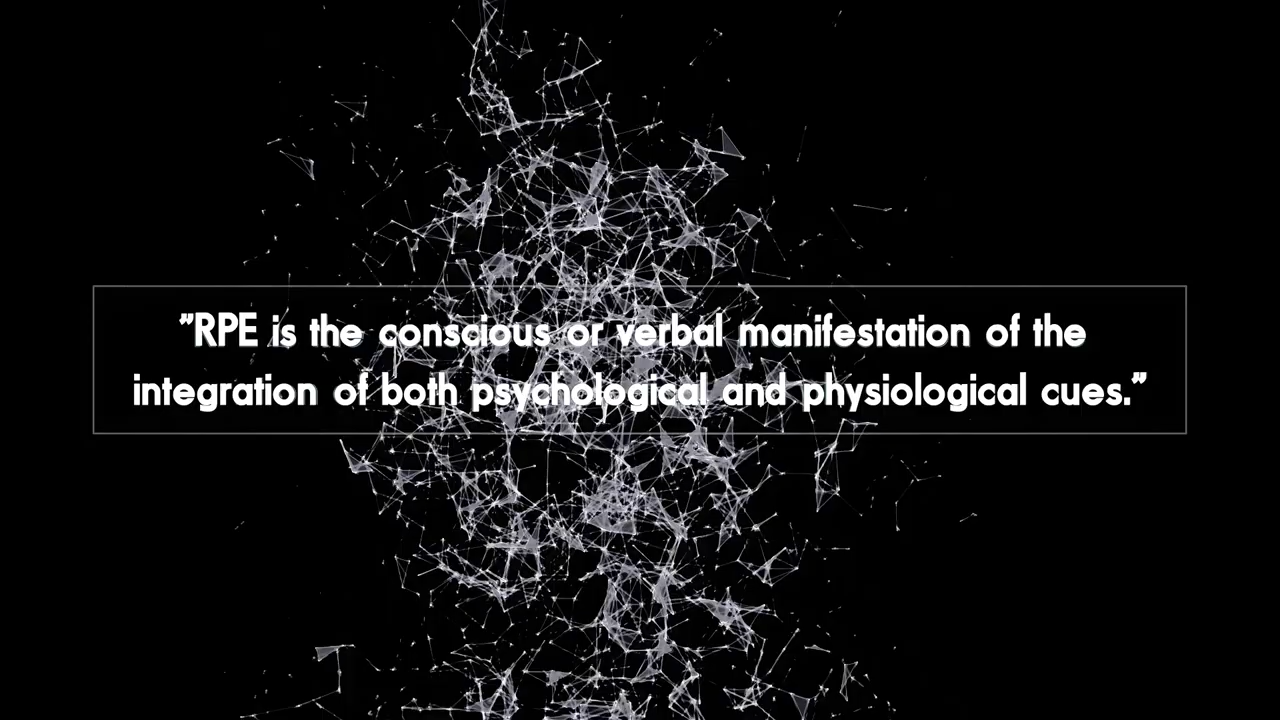 "RPE is the conscious or verbal manifestation of the
integration of both psychological and physiological cues."